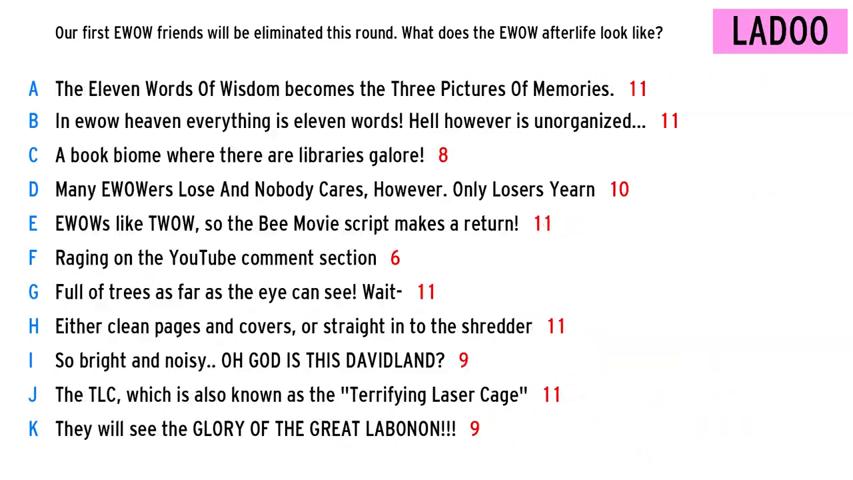 Our first EWOW friends will be eliminated this round. What does the EWOW afterlife look like? LADOO
A The Eleven Words Of Wisdom becomes the Three Pictures Of Memories. 11
B In ewow heaven everything is eleven words! Hell however is unorganized... 11
C A book biome where there are libraries galore! 8
D Many EWOWers Lose And Nobody Cares, However. Only Losers Yearn 10
E EWOWs like TWOW, so the Bee Movie script makes a return! 11
F Raging on the YouTube comment section 6
G Full of trees as far as the eye can see! Wait- 11
H Either clean pages and covers, or straight in to the shredder 11
I So bright and noisy.. OH GOD IS THIS DAVIDLAND? 9
J The TLC, which is also known as the "Terrifying Laser Cage" 11
K They will see the GLORY OF THE GREAT LABONON!!! 9